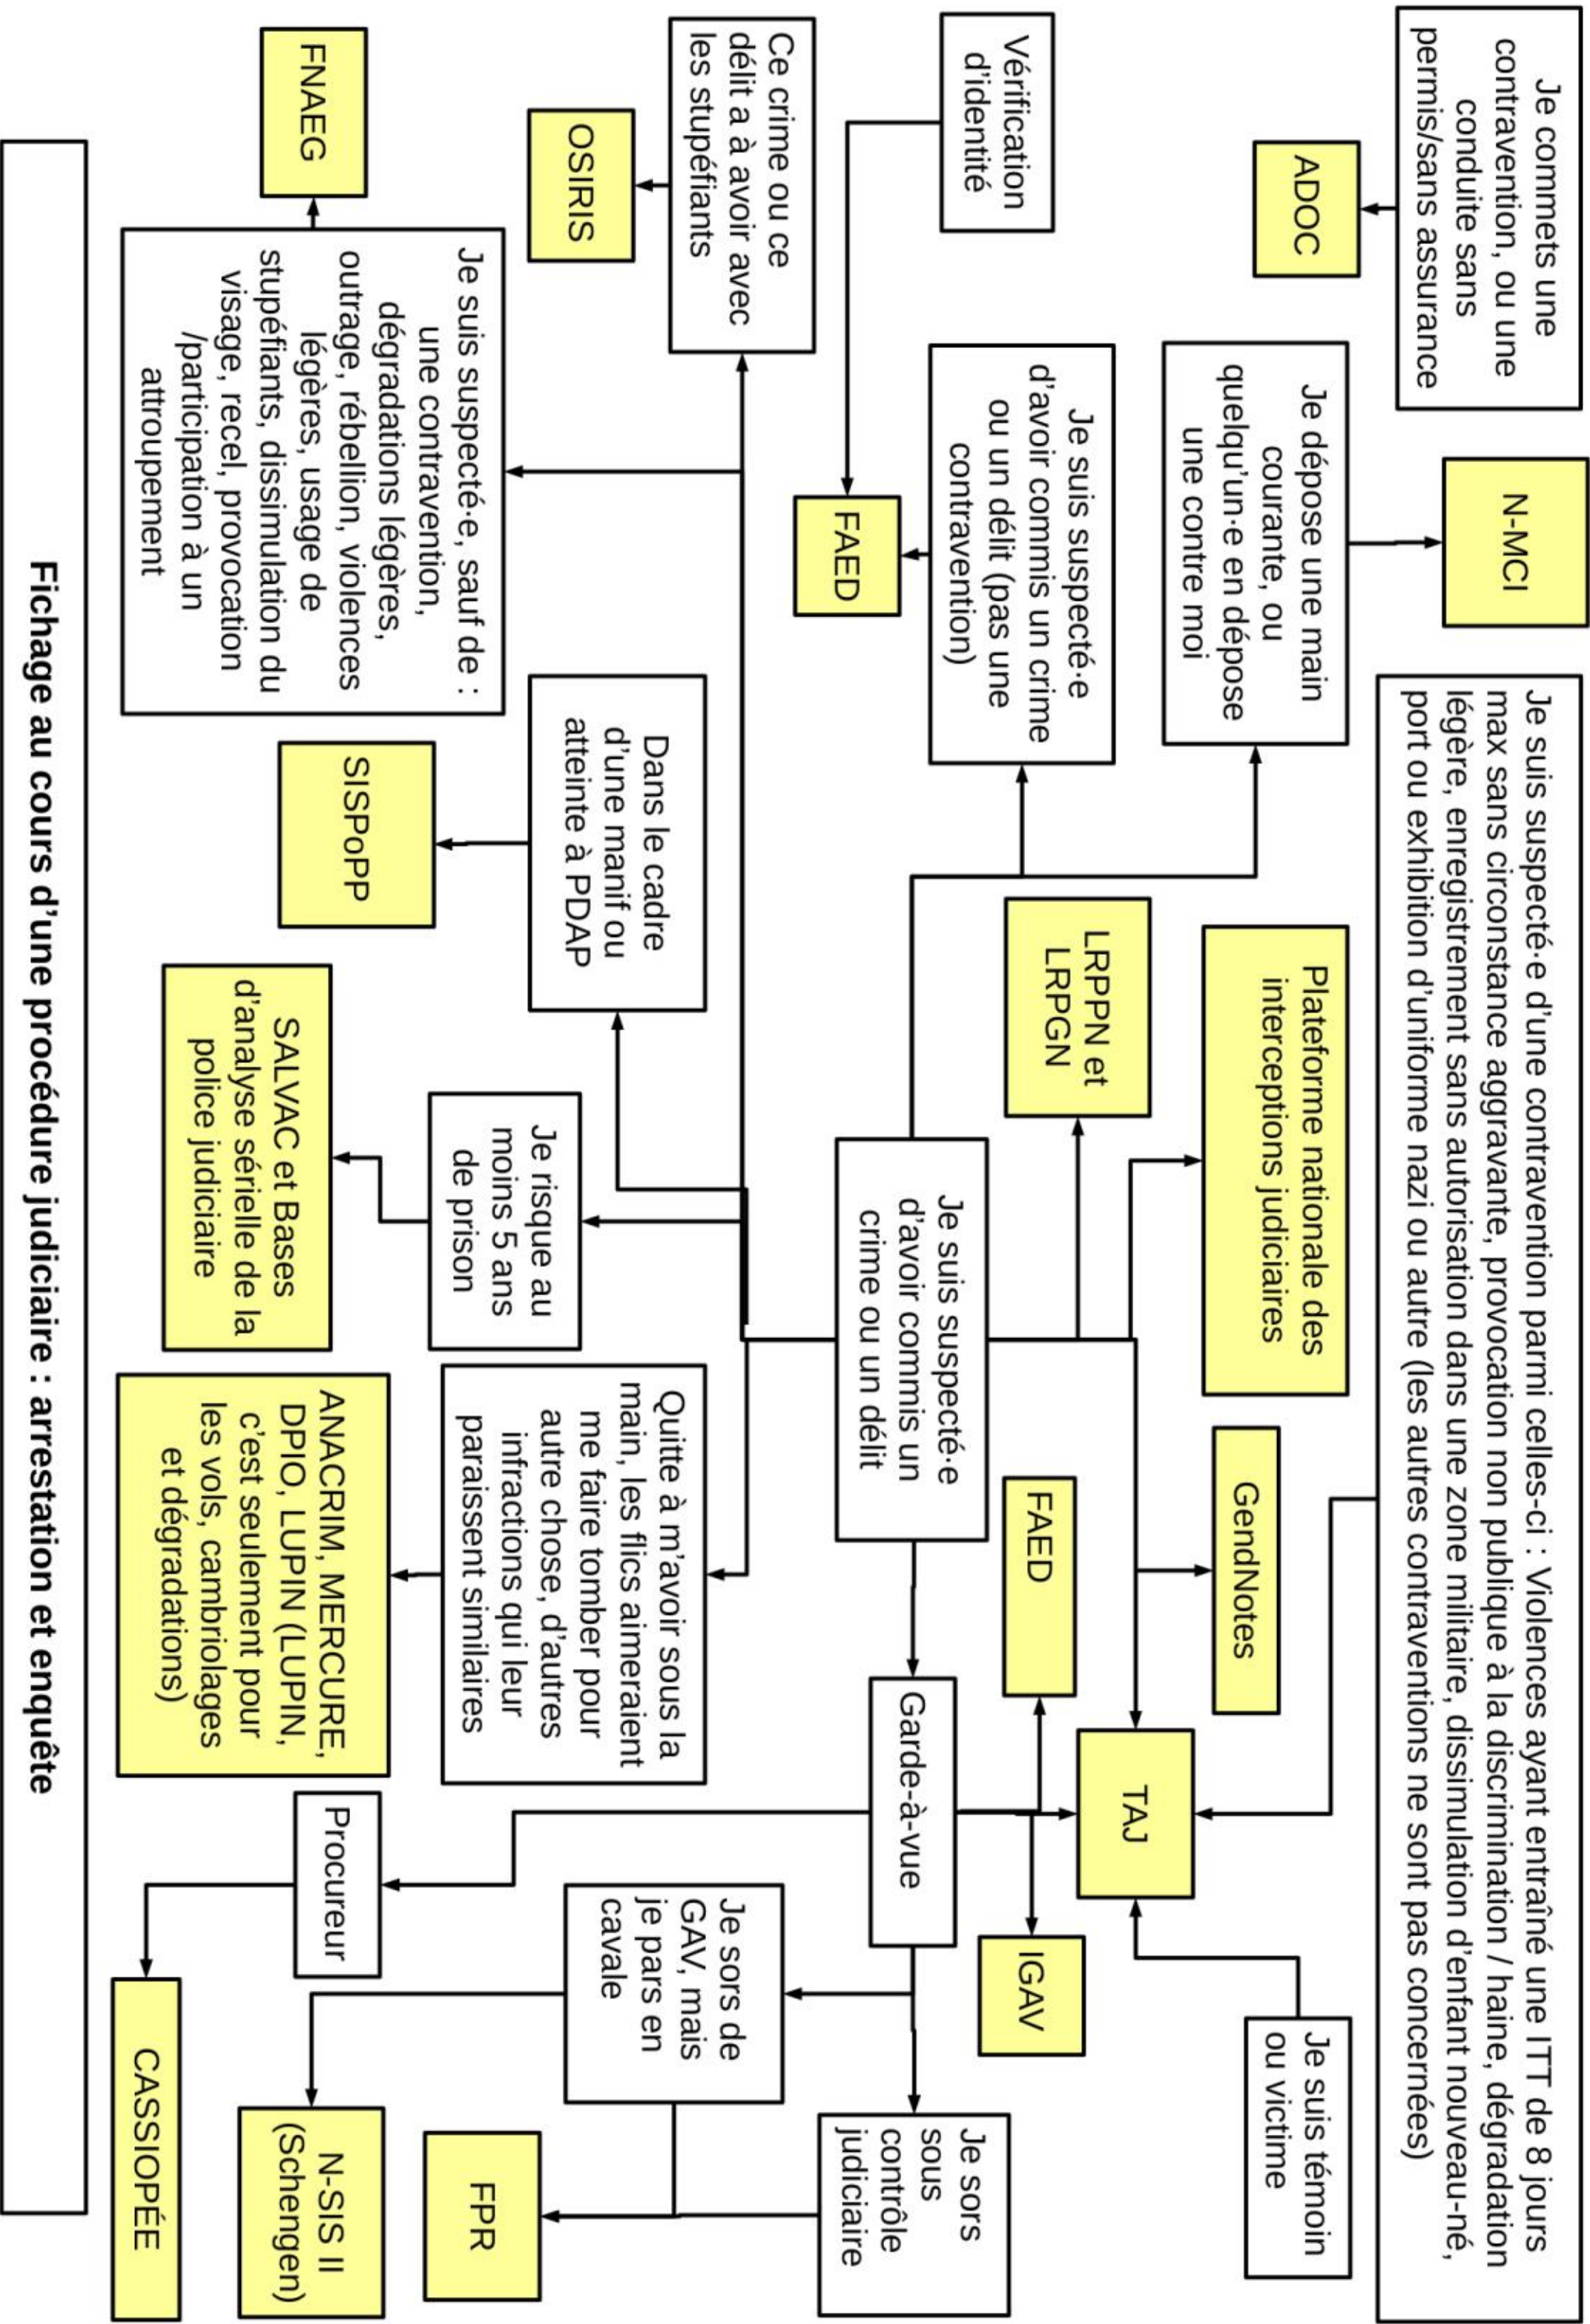 Je commets une
contravention, ou une
conduite sans
permis/sans assurance
N-MCI
Je suis suspecté·e d'une contravention parmi celles-ci : Violences ayant entraîné une ITT de 8 jours
max sans circonstance aggravante, provocation non publique à la discrimination / haine, dégradation
légère, enregistrement sans autorisation dans une zone militaire, dissimulation d'enfant nouveau-né,
port ou exhibition d'uniforme nazi ou autre (les autres contraventions ne sont pas concernées)
ADOC
Je dépose une main
courante, ou
quelqu'un·e en dépose
une contre moi
Plateforme nationale des
interceptions judiciaires
GendNotes
Je suis témoin
ou victime
Vérification
d'identité
Je suis suspecté·e
d'avoir commis un crime
ou un délit (pas une
contravention)
LRPPN et
LRPGN
FAED
TAJ
IGAV
FAED
Je suis suspecté·e
d'avoir commis un
crime ou un délit
Garde-à-vue
Je sors
sous
contrôle
judiciaire
Ce crime ou ce
délit a à avoir avec
les stupéfiants
OSIRIS
Dans le cadre
d'une manif ou
atteinte à PDAP
Je risque au
moins 5 ans
de prison
Quitte à m'avoir sous la
main, les flics aimeraient
me faire tomber pour
autre chose, d'autres
infractions qui leur
paraissent similaires
Je sors de
GAV, mais
je pars en
cavale
FPR
FNAEG
Je suis suspecté·e, sauf de :
une contravention,
dégradations légères,
outrage, rébellion, violences
légères, usage de
stupéfiants, dissimulation du
visage, recel, provocation
/participation à un
attroupement
SISPoPP
SALVAC et Bases
d'analyse sérielle de la
police judiciaire
ANACRIM, MERCURE,
DPIO, LUPIN (LUPIN,
c'est seulement pour
les vols, cambriolages
et dégradations)
Procureur
N-SIS II
(Schengen)
CASSIOPÉE
Fichage au cours d'une procédure judiciaire : arrestation et enquête